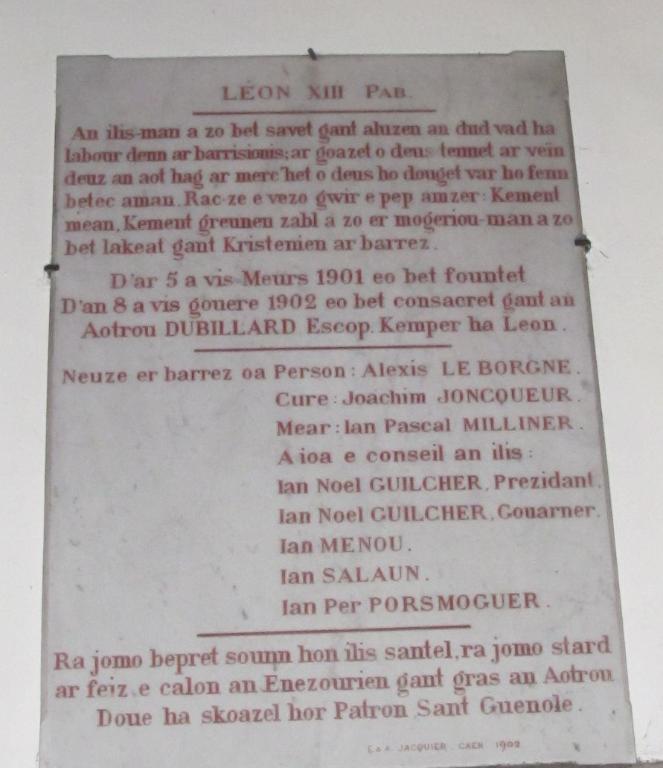 LEON XIII PAB.
An ilis-man a zo bet savet gant aluzen an dud vad ha
labour denn ar barrisionis; ar goazet o deus tennet ar vein
deuz an aot hag ar merc'het o deus ho douget var ho fenn
betec aman. Rac-ze e vezo gwir e pep amzer: Kement
mean, Kement greunen zabl a zo er mogeriou-man a zo
bet lakeat gant Kristenien ar barrez.
D'ar 5 a vis Meurs 1901 eo bet fountet
D'an 8 a vis gouere 1902 eo bet consacret gant an
Aotrou DUBILLARD Escop. Kemper ha Leon.
Neuze er barrez oa Person: Alexis LE BORGNE.
Cure: Joachim JONCQUEUR.
Mear: Ian Pascal MILLINER.
A ioa e conseil an ilis:
Ian Noel GUILCHER, Prezidant.
Ian Noel GUILCHER, Gouarner.
Ian MENOU.
Ian SALAUN.
Ian Per PORSMOGUER.
Ra jomo bepret sounn hon ilis santel, ra jomo stard
ar feiz e calon an Enezourien gant gras an Aotrou
Doue ha skoazel hor Patron Sant Guenole.
E & A. JACQUIER. CAEN 1902